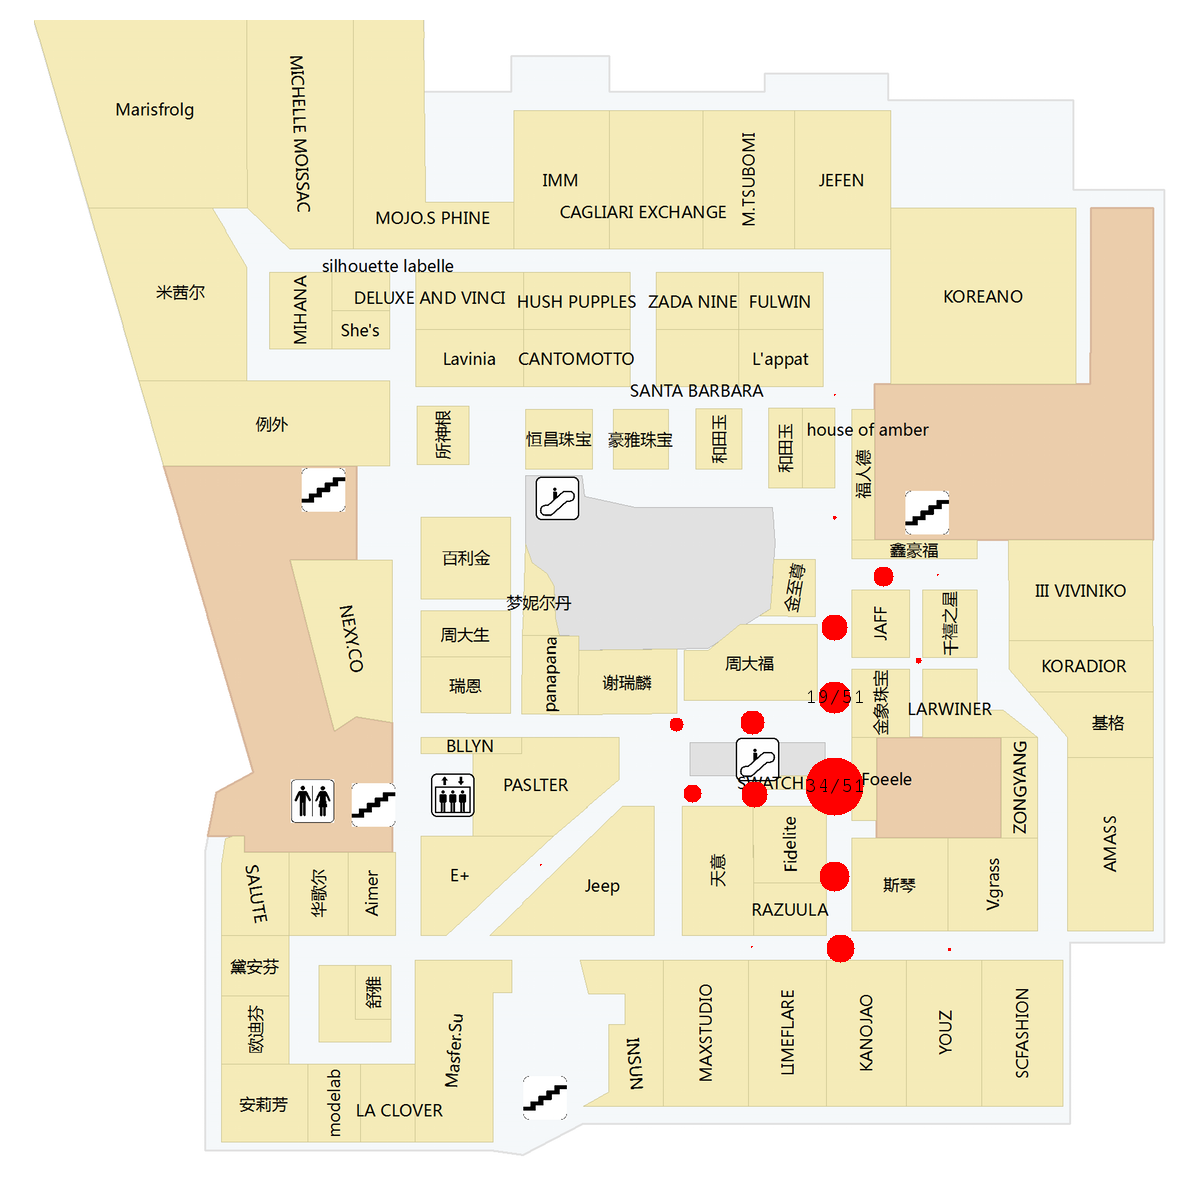 Marisfrolg
MICHELLE MOISSAC
MOJO.S PHINE
IMM
CAGLIARI EXCHANGE
M.TSUBOMI
JEFEN
米茜尔
silhouette labelle
MIHANA
DELUXE AND VINCI
She's
HUSH PUPPLES
ZADA NINE
FULWIN
KOREANO
Lavinia
CANTOMOTTO
L'appat
SANTA BARBARA
例外
所神根
恒昌珠宝
豪雅珠宝
和田玉
和田玉
house of amber
福人德
鑫豪福
百利金
梦妮尔丹
金至尊
JAFF
千禧之星
III VIVINIKO
NEXY.CO
周大生
瑞恩
panapana
谢瑞麟
周大福
19/51
金象珠宝
LARWINER
KORADIOR
基格
BLLYN
PASLTER
SWATCH
34/51
Foeele
ZONGYANG
AMASS
SALUTE
华歌尔
Aimer
E+
Jeep
天意
Fidelite
RAZUULA
斯琴
V.grass
黛安芬
欧迪芬
舒雅
安莉芳
modelab
LA CLOVER
Masfer.Su
INSUN
MAXSTUDIO
LIMEFLARE
KANOJAO
YOUZ
SCFASHION